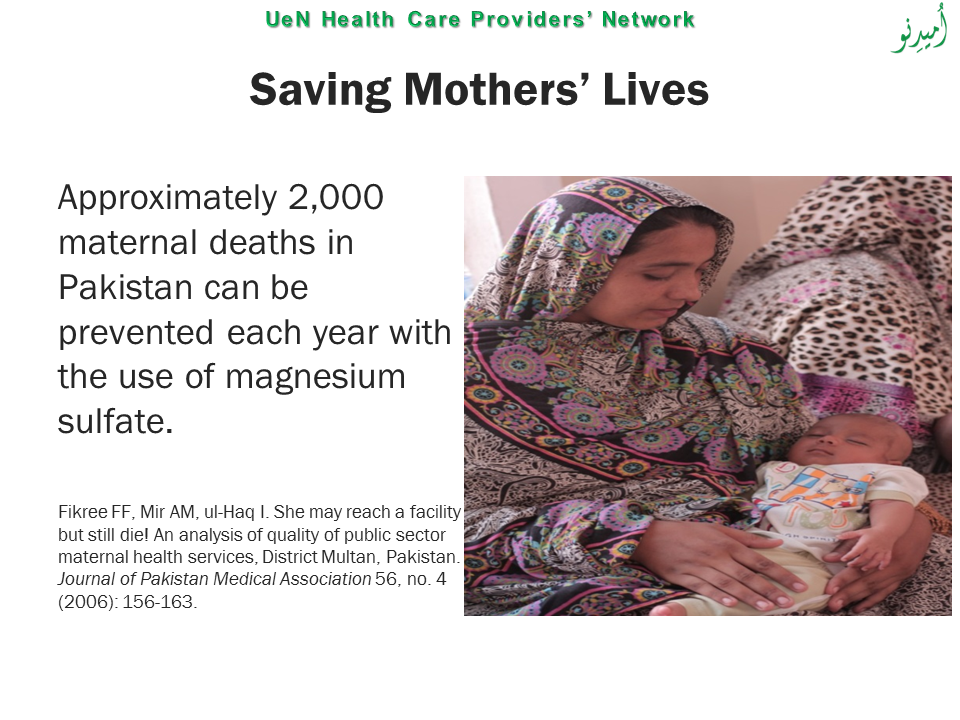 UeN Health Care Providers’ Network
اُمیدِنو
Saving Mothers’ Lives
Approximately 2,000
maternal deaths in
Pakistan can be
prevented each year with
the use of magnesium
sulfate.
Fikree FF, Mir AM, ul-Haq I. She may reach a facility
but still die! An analysis of quality of public sector
maternal health services, District Multan, Pakistan.
Journal of Pakistan Medical Association 56, no. 4
(2006): 156-163.